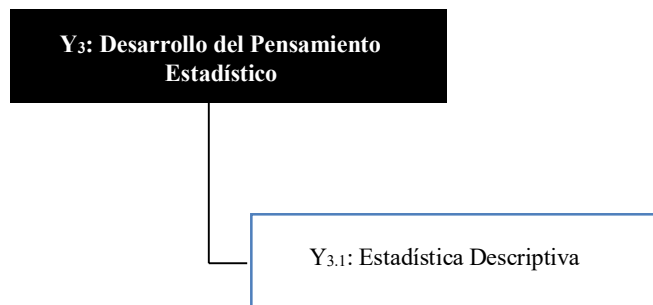 Y₃: Desarrollo del Pensamiento
Estadístico
Y₃.₁: Estadística Descriptiva